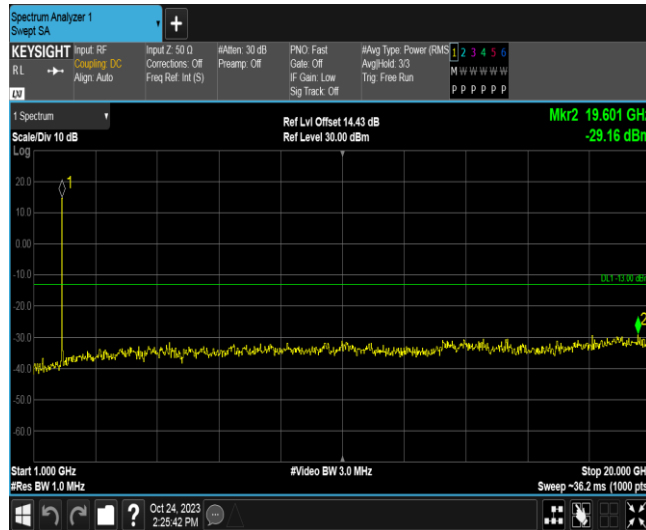 Spectrum Analyzer 1
Swept SA
KEYSIGHT
RL
LXI
Input: RF
Coupling: DC
Align: Auto
Input Z: 50 Ω
Corrections: Off
Freq Ref: Int (S)
#Atten: 30 dB
Preamp: Off
PNO: Fast
Gate: Off
IF Gain: Low
Sig Track: Off
#Avg Type: Power (RMS
Avg|Hold: 3/3
Trig: Free Run
1 2 3 4 5 6
M W W W W W
P P P P P P
1 Spectrum
Scale/Div 10 dB
Log
Ref Lvl Offset 14.43 dB
Ref Level 30.00 dBm
Mkr2 19.601 GHz
-29.16 dBm
20.0
10.0
0.00
-10.0
-20.0
-30.0
-40.0
-50.0
-60.0
1
DL1 -13.00 dB
2
Start 1.000 GHz
#Res BW 1.0 MHz
#Video BW 3.0 MHz
Stop 20.000 GH
Sweep ~36.2 ms (1000 pts
?
Oct 24, 2023
2:25:42 PM